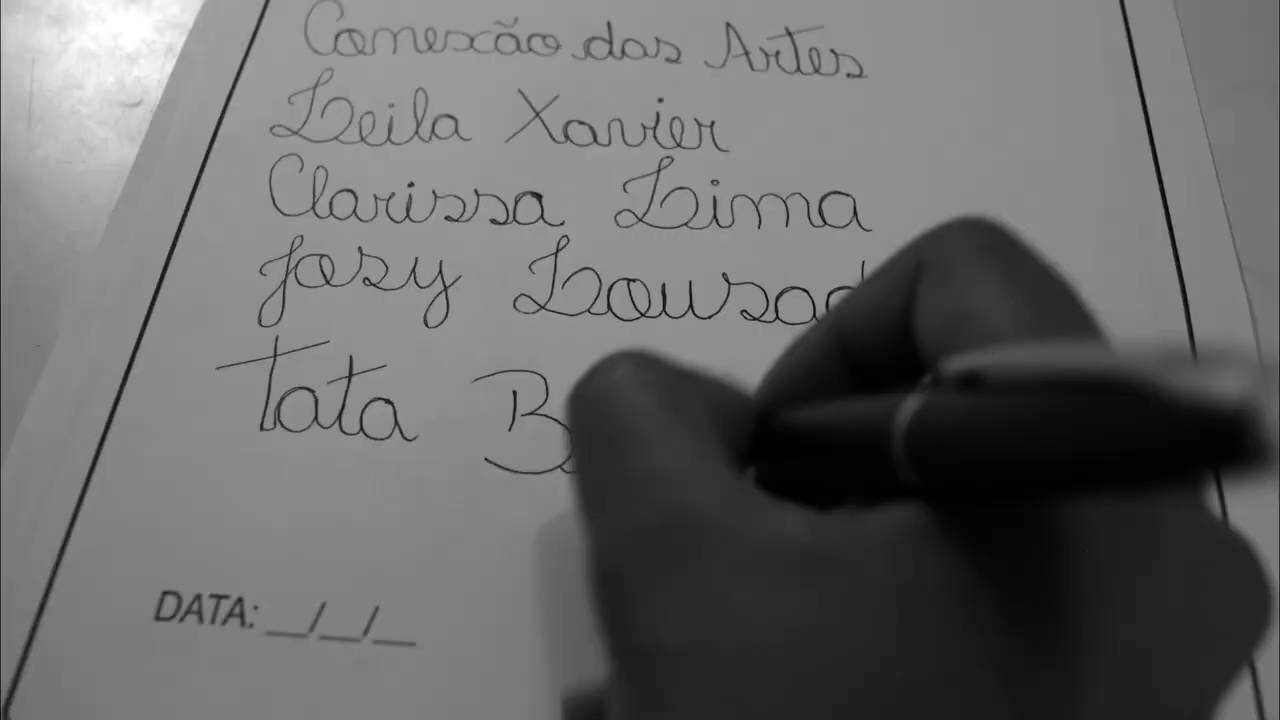 Conexão das Artes
Leila Xavier
Clarissa Lima
Josy
Tata
DATA: __/__/__